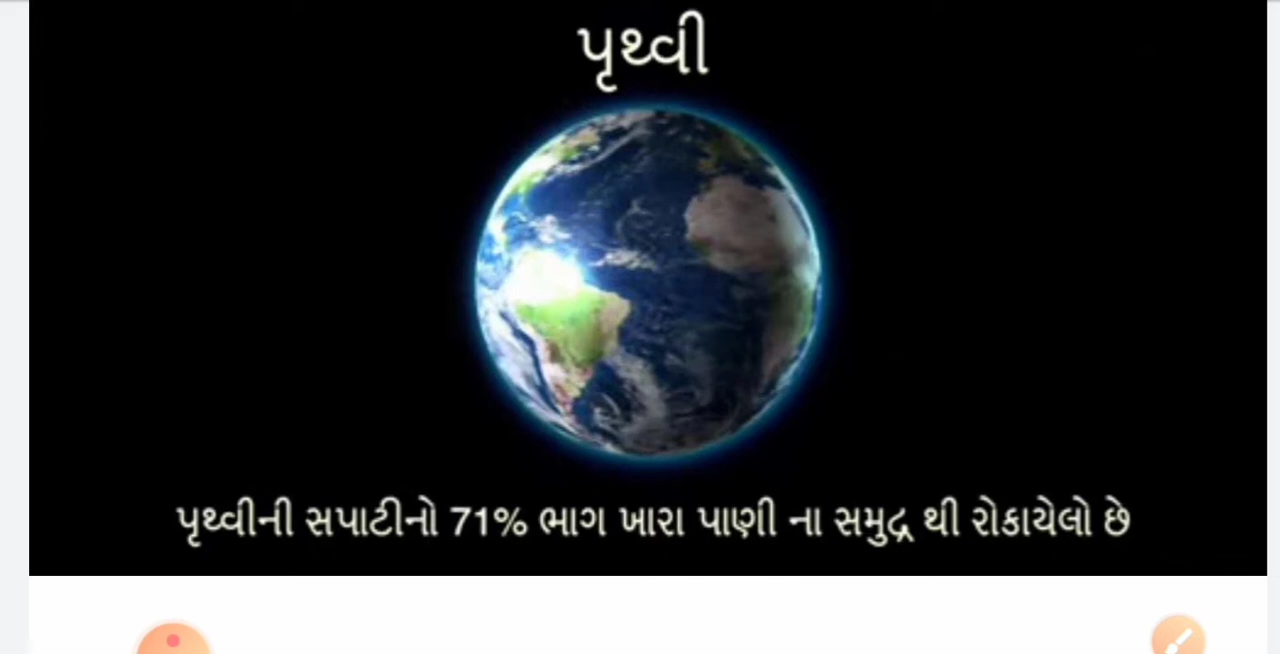 પૃથ્વી
પૃથ્વીની સપાટીનો 71% ભાગ ખારા પાણી ના સમુદ્ર થી રોકાયેલો છે